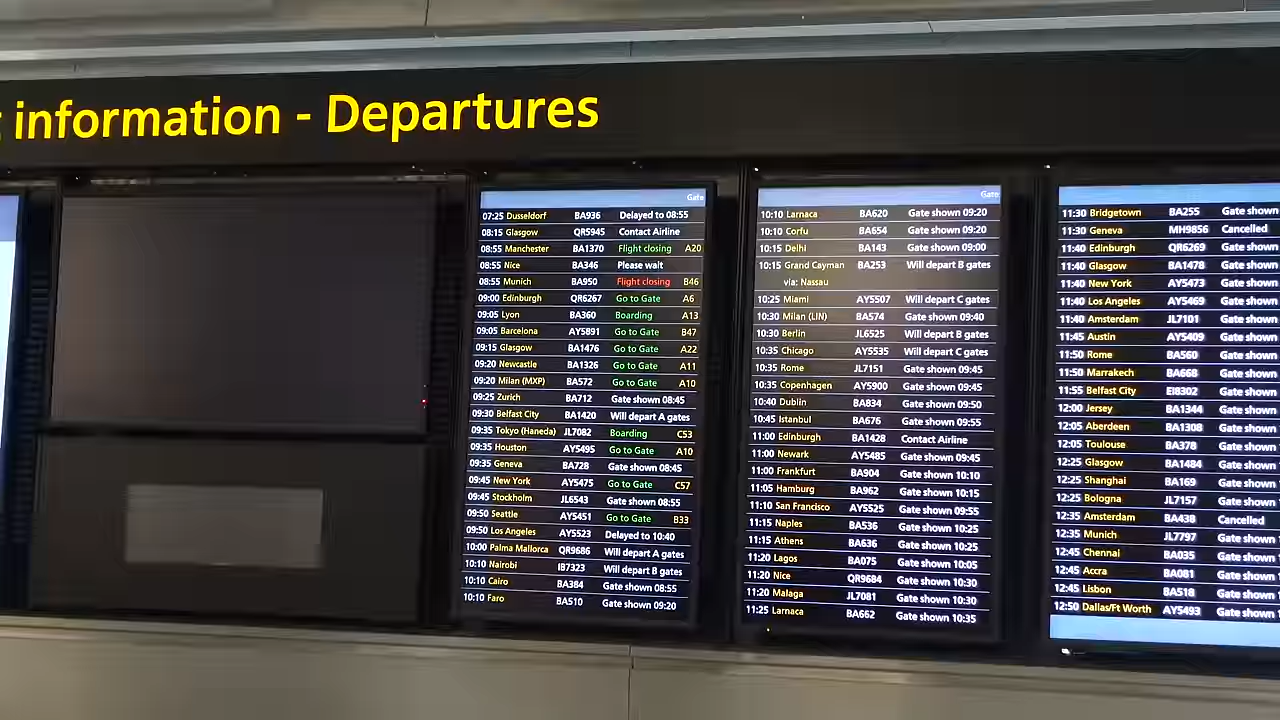 information - Departures
Gate
07:25 Dusseldorf BA936 Delayed to 08:55
08:15 Glasgow QR5945 Contact Airline
08:55 Manchester BA1370 Flight closing A20
08:55 Nice BA346 Please wait
08:55 Munich BA950 Flight closing B46
09:00 Edinburgh QR6267 Go to Gate A6
09:05 Lyon BA360 Boarding A13
09:05 Barcelona AY5891 Go to Gate B47
09:15 Glasgow BA1476 Go to Gate A22
09:20 Newcastle BA1326 Go to Gate A11
09:20 Milan (MXP) BA572 Go to Gate A10
09:25 Zurich BA712 Gate shown 08:45
09:30 Belfast City BA1420 Will depart A gates
09:35 Tokyo (Haneda) JL7082 Boarding C53
09:35 Houston AY5495 Go to Gate A10
09:35 Geneva BA728 Gate shown 08:45
09:45 New York AY5475 Go to Gate C57
09:45 Stockholm JL6543 Gate shown 08:55
09:50 Seattle AY5451 Go to Gate B33
09:50 Los Angeles AY5523 Delayed to 10:40
10:00 Palma Mallorca QR9686 Will depart A gates
10:10 Nairobi IB7323 Will depart B gates
10:10 Cairo BA384 Gate shown 08:55
10:10 Faro BA510 Gate shown 09:20
Gate
10:10 Larnaca BA620 Gate shown 09:20
10:10 Corfu BA654 Gate shown 09:20
10:15 Delhi BA143 Gate shown 09:00
10:15 Grand Cayman BA253 Will depart B gates
via: Nassau
10:25 Miami AY5507 Will depart C gates
10:30 Milan (LIN) BA574 Gate shown 09:40
10:30 Berlin JL6525 Will depart B gates
10:35 Chicago AY5535 Will depart C gates
10:35 Rome JL7151 Gate shown 09:45
10:35 Copenhagen AY5900 Gate shown 09:45
10:40 Dublin BA834 Gate shown 09:50
10:45 Istanbul BA676 Gate shown 09:55
11:00 Edinburgh BA1428 Contact Airline
11:00 Newark AY5485 Gate shown 09:45
11:00 Frankfurt BA904 Gate shown 10:10
11:05 Hamburg BA962 Gate shown 10:15
11:10 San Francisco AY5525 Gate shown 09:55
11:15 Naples BA536 Gate shown 10:25
11:15 Athens BA636 Gate shown 10:25
11:20 Lagos BA075 Gate shown 10:05
11:20 Nice QR9684 Gate shown 10:30
11:20 Malaga JL7081 Gate shown 10:30
11:25 Larnaca BA662 Gate shown 10:35
11:30 Bridgetown BA255 Gate shown
11:30 Geneva MH9856 Cancelled
11:40 Edinburgh QR6269 Gate shown
11:40 Glasgow BA1478 Gate shown
11:40 New York AY5473 Gate shown
11:40 Los Angeles AY5469 Gate shown
11:40 Amsterdam JL7101 Gate shown
11:45 Austin AY5409 Gate shown
11:50 Rome BA560 Gate shown
11:50 Marrakech BA668 Gate shown
11:55 Belfast City EI8302 Gate shown
12:00 Jersey BA1344 Gate shown
12:05 Aberdeen BA1308 Gate shown
12:05 Toulouse BA378 Gate shown
12:25 Glasgow BA1484 Gate shown
12:25 Shanghai BA169 Gate shown
12:25 Bologna JL7157 Gate shown
12:35 Amsterdam BA438 Cancelled
12:35 Munich JL7797 Gate shown
12:45 Chennai BA035 Gate shown
12:45 Accra BA081 Gate shown
12:45 Lisbon BA518 Gate shown
12:50 Dallas/Ft Worth AY5493 Gate shown